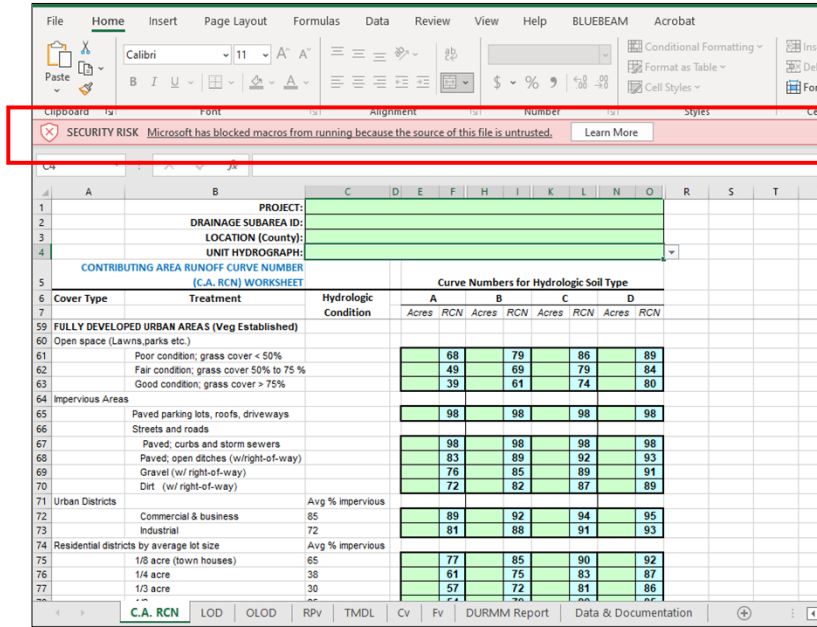 File Home Insert Page Layout Formulas Data Review View Help BLUEBEAM Acrobat
Calibri 11 A^ Aˇ ab Conditional Formatting Ins
Paste B I U A $ % 9 .00 Format as Table Del
Cell Styles For
Clipboard Font Alignment Number Styles Ce
SECURITY RISK Microsoft has blocked macros from running because the source of this file is untrusted. Learn More
C4 fx
A B C D E F H I K L N O R S T
1 PROJECT:
2 DRAINAGE SUBAREA ID:
3 LOCATION (County):
4 UNIT HYDROGRAPH:
CONTRIBUTING AREA RUNOFF CURVE NUMBER
5 (C.A. RCN) WORKSHEET Curve Numbers for Hydrologic Soil Type
6 Cover Type Treatment Hydrologic A B C D
7 Condition Acres RCN Acres RCN Acres RCN Acres RCN
59 FULLY DEVELOPED URBAN AREAS (Veg Established)
60 Open space (Lawns,parks etc.)
61 Poor condition; grass cover < 50% 68 79 86 89
62 Fair condition; grass cover 50% to 75 % 49 69 79 84
63 Good condition; grass cover > 75% 39 61 74 80
64 Impervious Areas
65 Paved parking lots, roofs, driveways 98 98 98 98
66 Streets and roads
67 Paved; curbs and storm sewers 98 98 98 98
68 Paved; open ditches (w/right-of-way) 83 89 92 93
69 Gravel (w/ right-of-way) 76 85 89 91
70 Dirt (w/ right-of-way) 72 82 87 89
71 Urban Districts Avg % impervious
72 Commercial & business 85 89 92 94 95
73 Industrial 72 81 88 91 93
74 Residential districts by average lot size Avg % impervious
75 1/8 acre (town houses) 65 77 85 90 92
76 1/4 acre 38 61 75 83 87
77 1/3 acre 30 57 72 81 86
C.A. RCN LOD OLOD RPv TMDL Cv Fv DURMM Report Data & Documentation